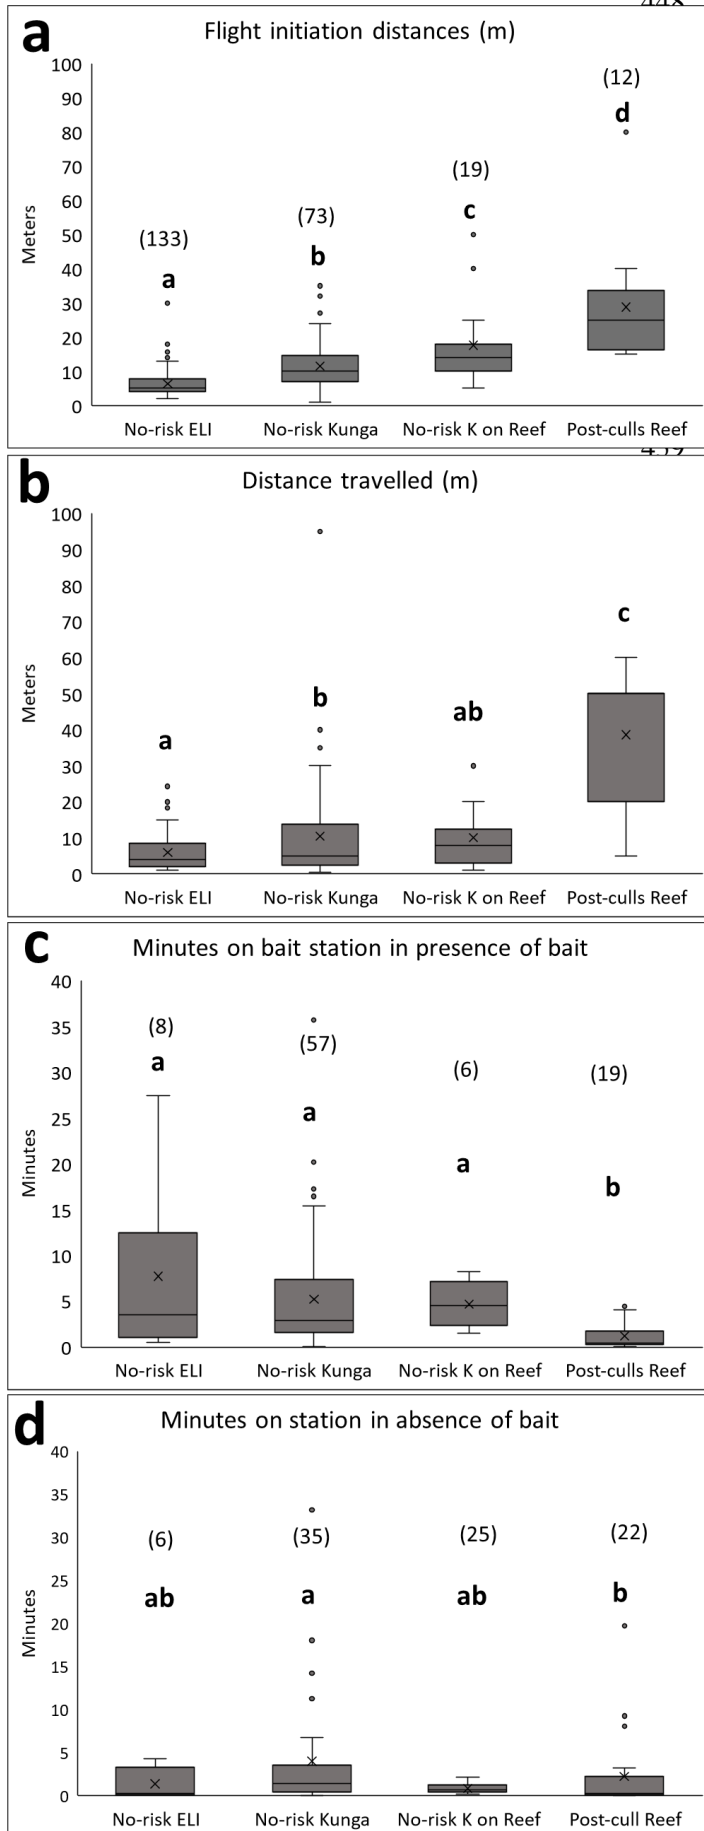 a
Flight initiation distances (m)
100
(12)
90
d
80
(19)
70
c
60
(73)
(133)
50
b
a
40
30
20
10
0
Meters
No-risk ELI No-risk Kunga No-risk K on Reef Post-culls Reef
b
Distance travelled (m)
100
90
80
70
c
60
50
b
ab
40
a
30
20
10
0
Meters
No-risk ELI No-risk Kunga No-risk K on Reef Post-culls Reef
c
Minutes on bait station in presence of bait
40
35
(8) (57) (6) (19)
a
30
25
a
20
a
b
15
10
5
0
Minutes
No-risk ELI No-risk Kunga No-risk K on Reef Post-culls Reef
d
Minutes on station in absence of bait
40
35
30
(6) (35) (25) (22)
25
ab a ab b
20
15
10
5
0
Minutes
No-risk ELI No-risk Kunga No-risk K on Reef Post-cull Reef